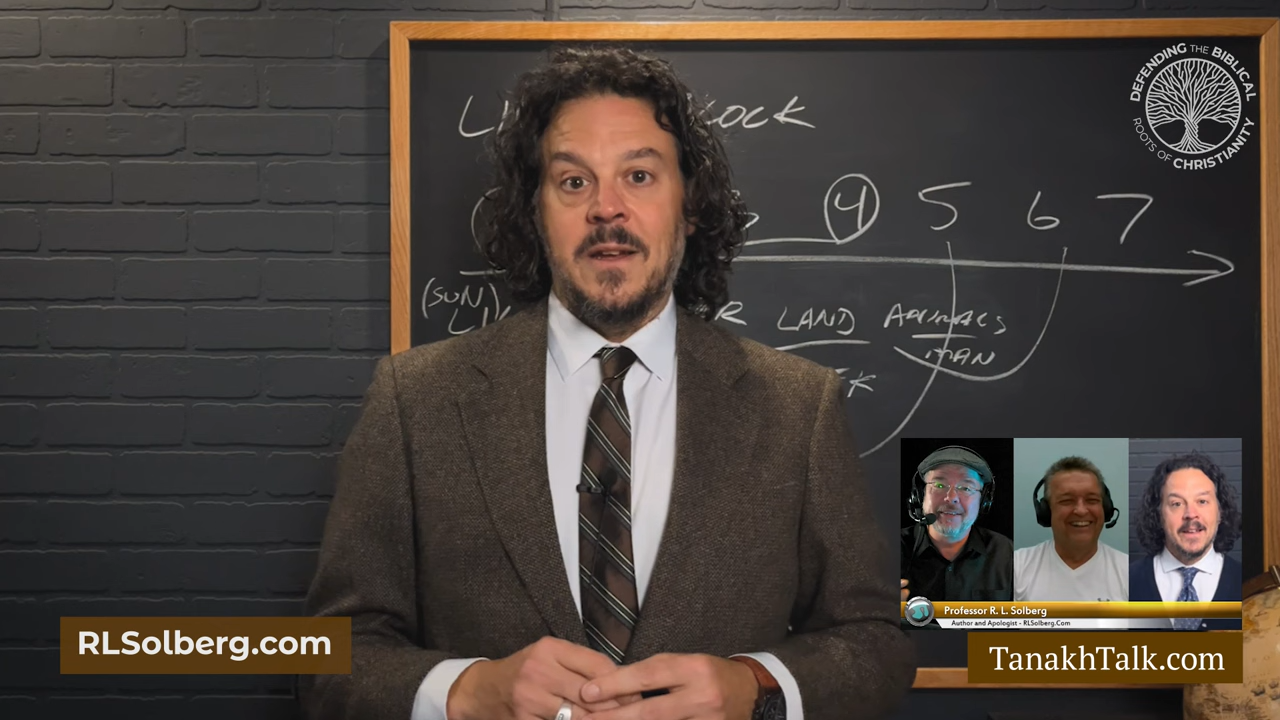 DEFENDING THE BIBLICAL
ROOTS OF CHRISTIANITY
4 5 6 7
(SUN)
LAND ANIMALS
MAN
Professor R. L. Solberg
Author and Apologist - RLSolberg.Com
RLSolberg.com
TanakhTalk.com